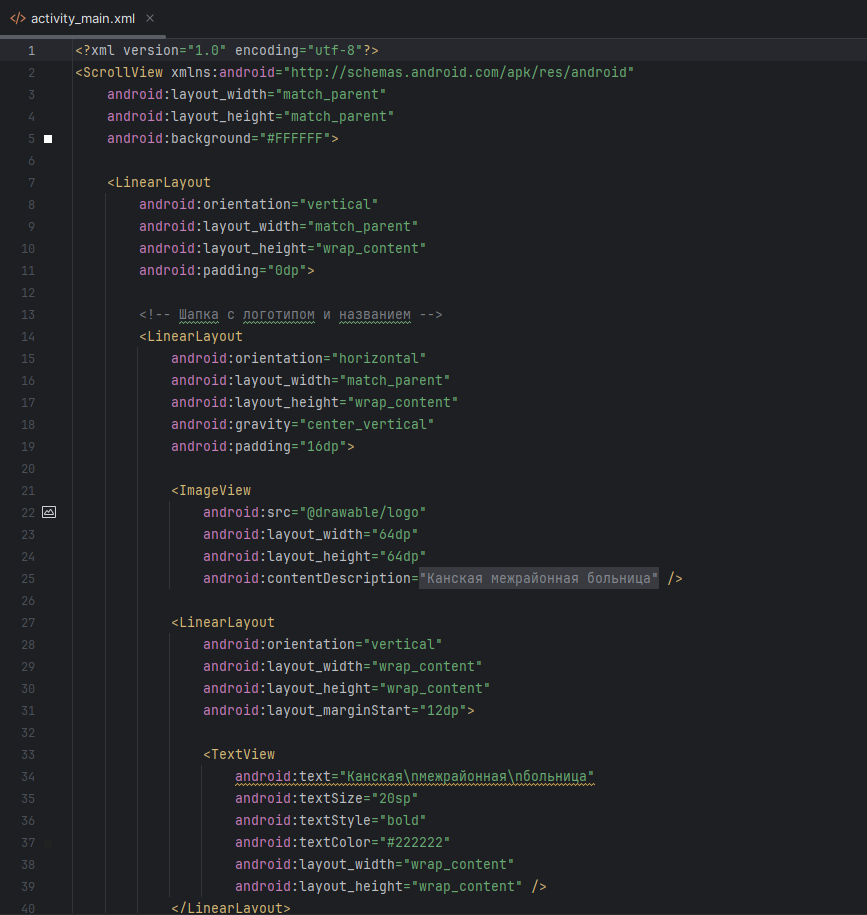 activity_main.xml
1 <?xml version="1.0" encoding="utf-8"?>
2 <ScrollView xmlns:android="http://schemas.android.com/apk/res/android"
3     android:layout_width="match_parent"
4     android:layout_height="match_parent"
5     android:background="#FFFFFF">
6
7     <LinearLayout
8         android:orientation="vertical"
9         android:layout_width="match_parent"
10         android:layout_height="wrap_content"
11         android:padding="0dp">
12
13         <!-- Шапка с логотипом и названием -->
14         <LinearLayout
15             android:orientation="horizontal"
16             android:layout_width="match_parent"
17             android:layout_height="wrap_content"
18             android:gravity="center_vertical"
19             android:padding="16dp">
20
21             <ImageView
22                 android:src="@drawable/logo"
23                 android:layout_width="64dp"
24                 android:layout_height="64dp"
25                 android:contentDescription="Канская межрайонная больница" />
26
27             <LinearLayout
28                 android:orientation="vertical"
29                 android:layout_width="wrap_content"
30                 android:layout_height="wrap_content"
31                 android:layout_marginStart="12dp">
32
33                 <TextView
34                     android:text="Канская\nмежрайонная\nбольница"
35                     android:textSize="20sp"
36                     android:textStyle="bold"
37                     android:textColor="#222222"
38                     android:layout_width="wrap_content"
39                     android:layout_height="wrap_content" />
40             </LinearLayout>